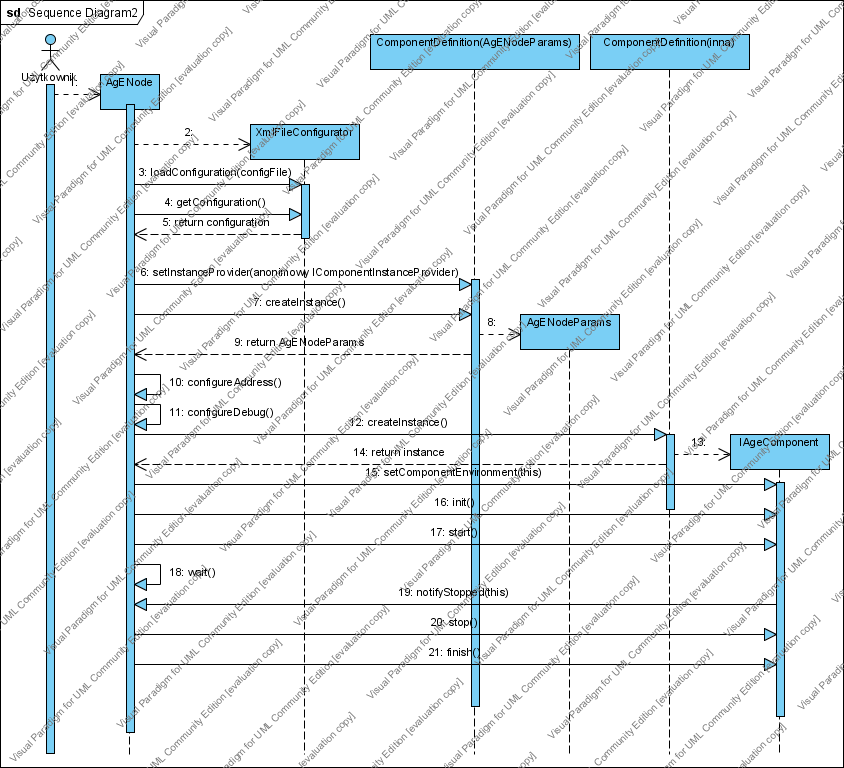 sd Sequence Diagram2
ComponentDefinition(AgENodeParams)
ComponentDefinition(inna)
Użytkownik
1:
AgENode
2:
XmlFileConfigurator
3: loadConfiguration(configFile)
4: getConfiguration()
5: return configuration
6: setInstanceProvider(anonimowy IComponentInstanceProvider)
7: createInstance()
8:
AgENodeParams
9: return AgENodeParams
10: configureAddress()
11: configureDebug()
12: createInstance()
13:
IAgeComponent
14: return instance
15: setComponentEnvironment(this)
16: init()
17: start()
18: wait()
19: notifyStopped(this)
20: stop()
21: finish()
Visual Paradigm for UML Community Edition [evaluation copy]